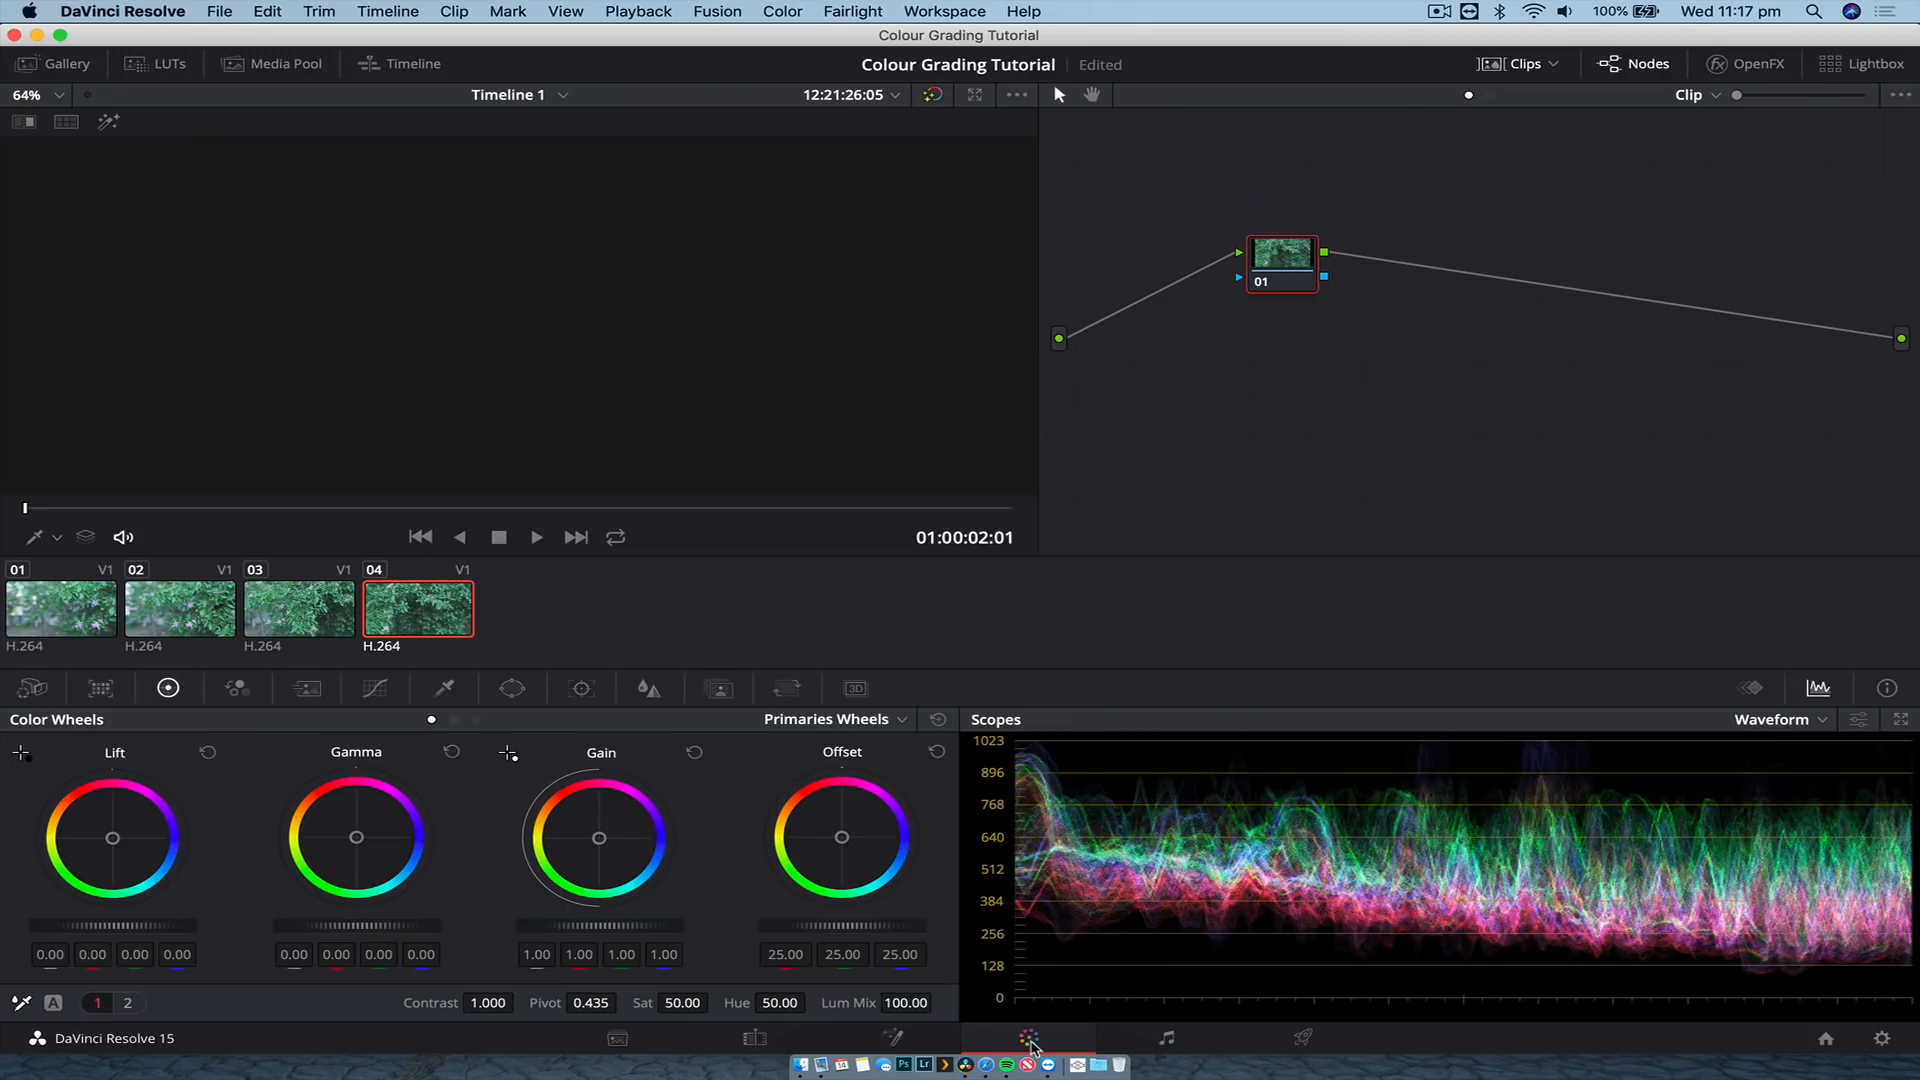 DaVinci Resolve File Edit Trim Timeline Clip Mark View Playback Fusion Color Fairlight Workspace Help 100% Wed 11:17 pm
Colour Grading Tutorial
Gallery LUTs Media Pool Timeline Colour Grading Tutorial Edited Clips Nodes fx OpenFX Lightbox
64% Timeline 1 12:21:26:05 Clip
01
01:00:02:01
01 V1 02 V1 03 V1 04 V1
H.264 H.264 H.264 H.264
3D
Color Wheels Primaries Wheels Scopes Waveform
Lift Gamma Gain Offset
1023
896
768
640
512
384
256
128
0
0.00 0.00 0.00 0.00 0.00 0.00 0.00 0.00 1.00 1.00 1.00 1.00 25.00 25.00 25.00
A 1 2 Contrast 1.000 Pivot 0.435 Sat 50.00 Hue 50.00 Lum Mix 100.00
DaVinci Resolve 15
Ps Lr